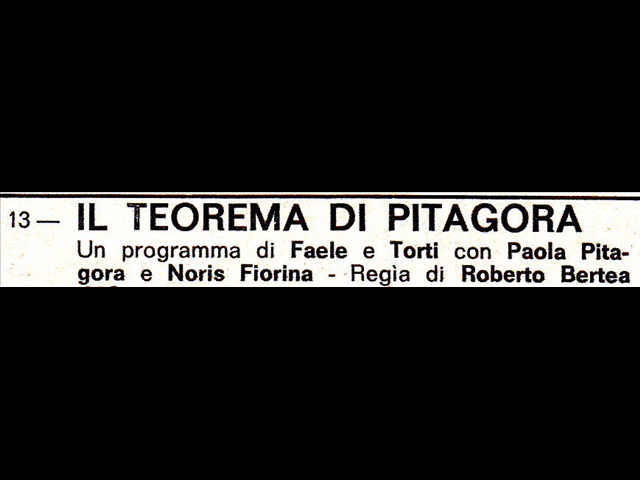 13 — IL TEOREMA DI PITAGORA
Un programma di Faele e Torti con Paola Pita-
gora e Noris Fiorina - Regìa di Roberto Bertea